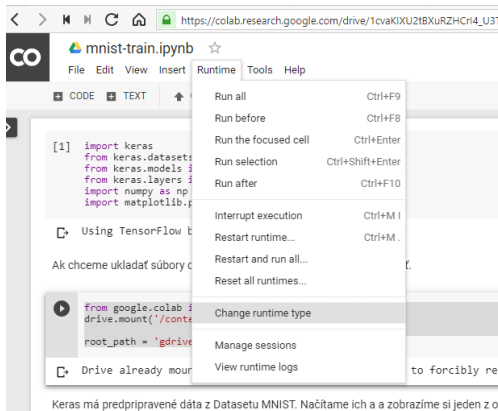 https://colab.research.google.com/drive/1cvaKIXU2tBXuRZHCrI4_U3T
CO
mnist-train.ipynb
File Edit View Insert Runtime Tools Help
CODE TEXT
Run all Ctrl+F9
Run before Ctrl+F8
Run the focused cell Ctrl+Enter
Run selection Ctrl+Shift+Enter
Run after Ctrl+F10
Interrupt execution Ctrl+M I
Restart runtime... Ctrl+M .
Restart and run all...
Reset all runtimes...
Change runtime type
Manage sessions
View runtime logs
[1] import keras
from keras.datasets
from keras.models i
from keras.layers i
import numpy as np
import matplotlib.p
Using TensorFlow b
Ak chceme ukladať súbory
from google.colab i
drive.mount('/conte
root_path = 'gdrive
Drive already moun to forcibly re
Keras má predpripravené dáta z Datasetu MNIST. Načítame ich a a zobrazíme si jeden z o